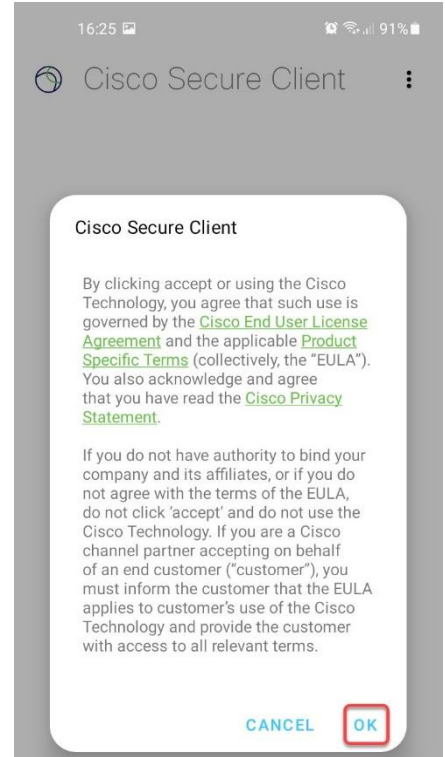 16:25 91%
Cisco Secure Client
Cisco Secure Client
By clicking accept or using the Cisco
Technology, you agree that such use is
governed by the Cisco End User License
Agreement and the applicable Product
Specific Terms (collectively, the “EULA”).
You also acknowledge and agree
that you have read the Cisco Privacy
Statement.
If you do not have authority to bind your
company and its affiliates, or if you do
not agree with the terms of the EULA,
do not click ‘accept’ and do not use the
Cisco Technology. If you are a Cisco
channel partner accepting on behalf
of an end customer (“customer”), you
must inform the customer that the EULA
applies to customer’s use of the Cisco
Technology and provide the customer
with access to all relevant terms.
CANCEL OK